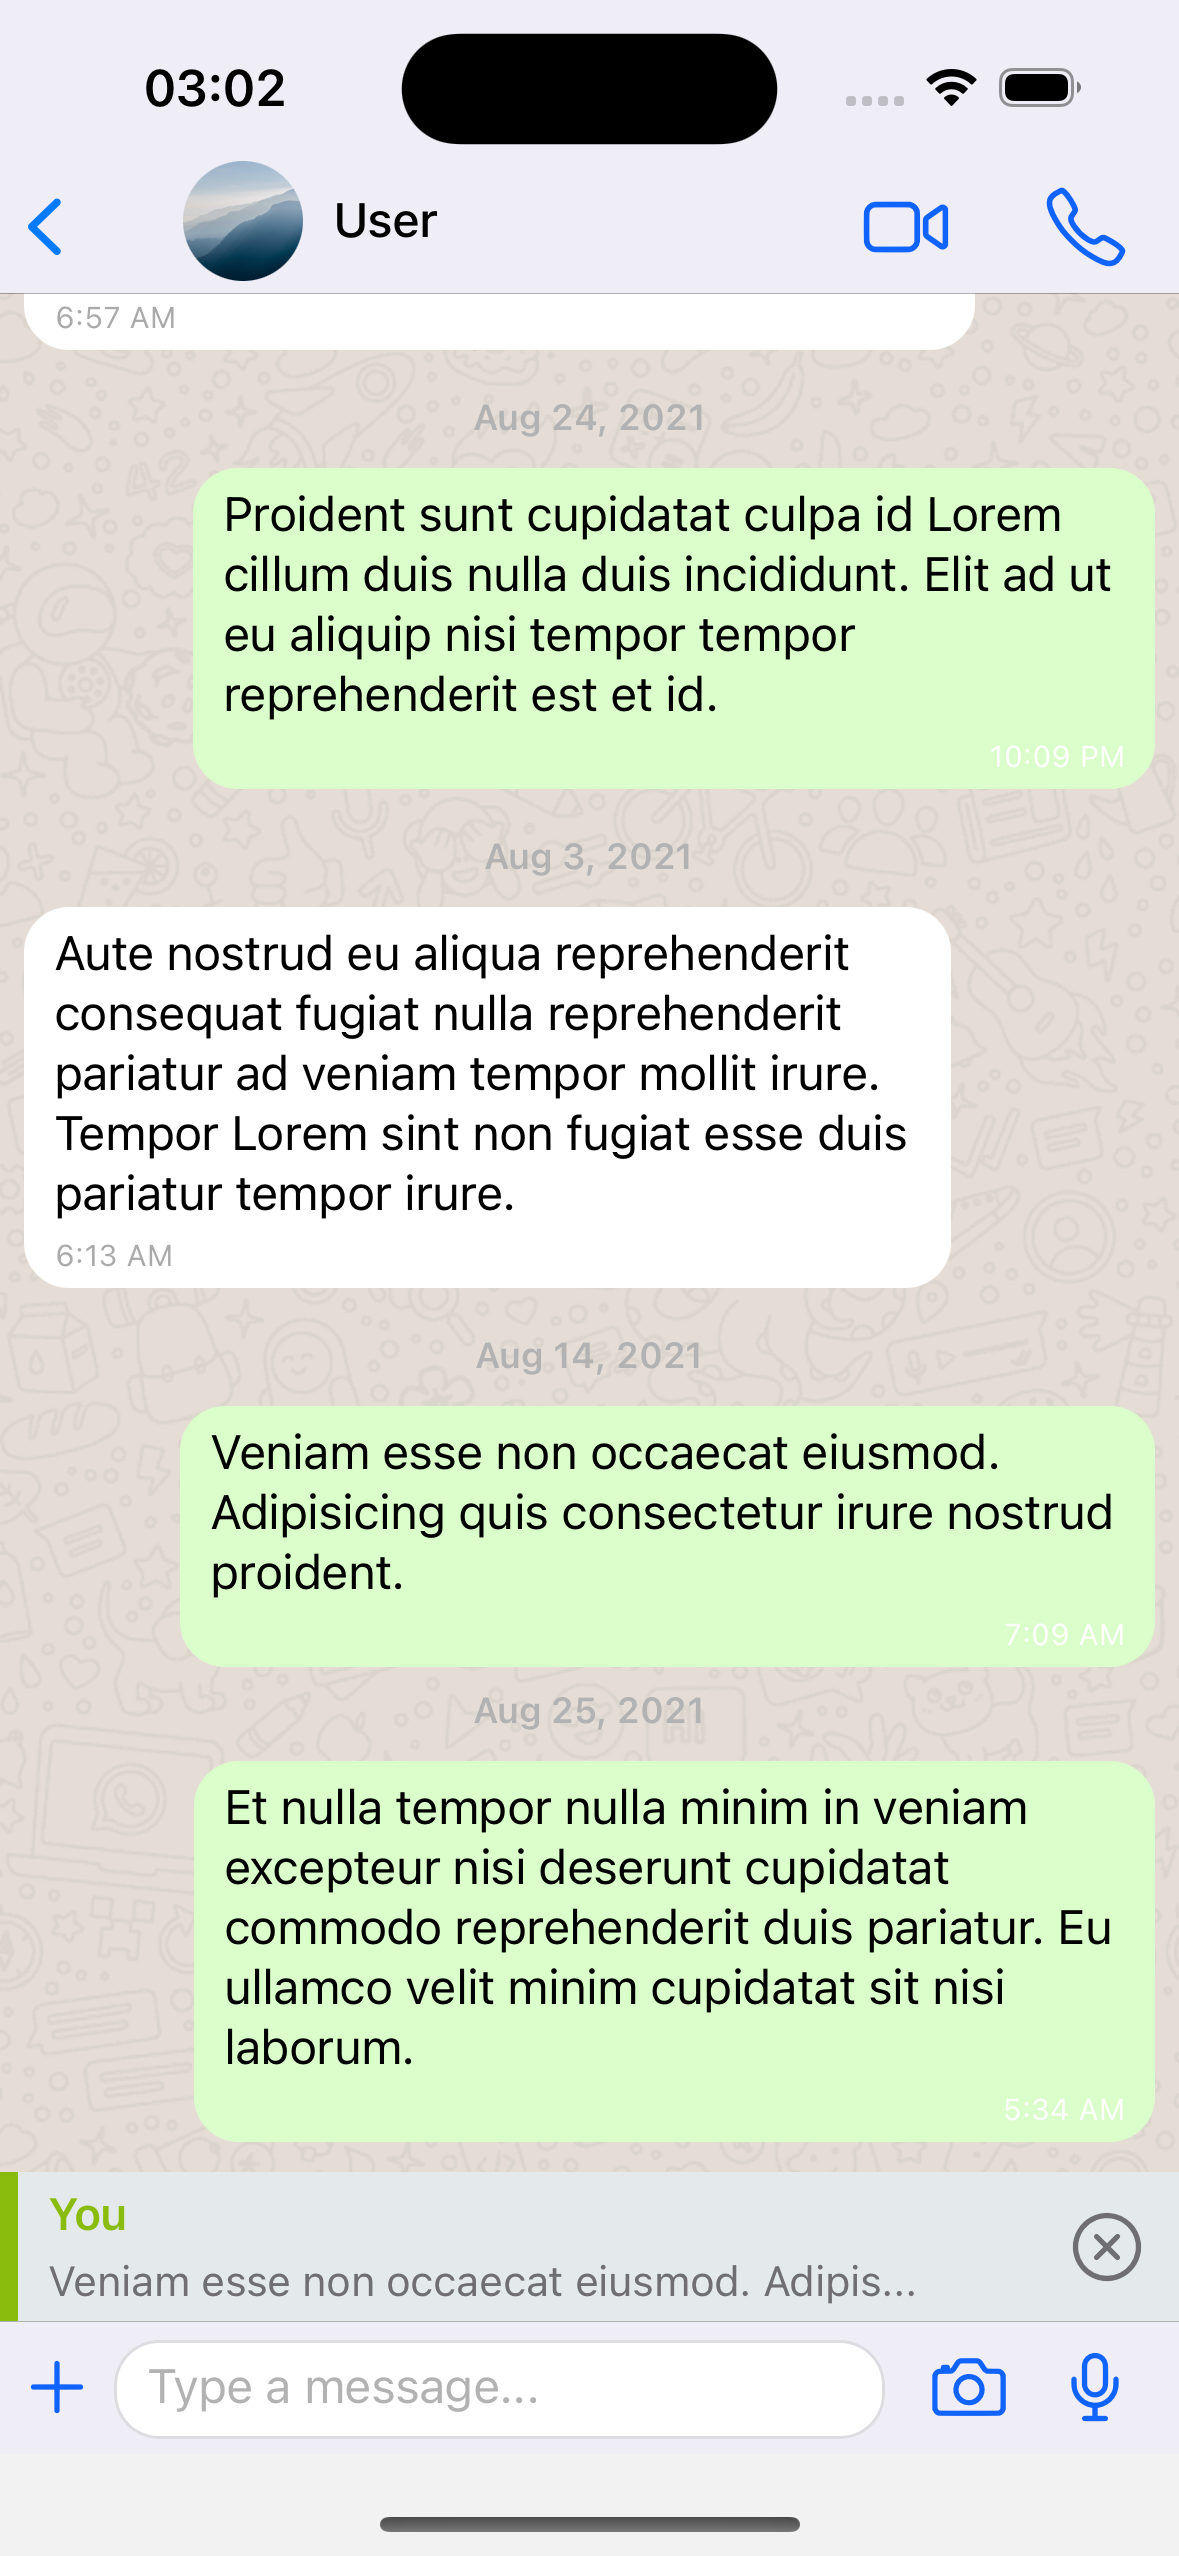 03:02
User
6:57 AM
Aug 24, 2021
Proident sunt cupidatat culpa id Lorem
cillum duis nulla duis incididunt. Elit ad ut
eu aliquip nisi tempor tempor
reprehenderit est et id.
10:09 PM
Aug 3, 2021
Aute nostrud eu aliqua reprehenderit
consequat fugiat nulla reprehenderit
pariatur ad veniam tempor mollit irure.
Tempor Lorem sint non fugiat esse duis
pariatur tempor irure.
6:13 AM
Aug 14, 2021
Veniam esse non occaecat eiusmod.
Adipisicing quis consectetur irure nostrud
proident.
7:09 AM
Aug 25, 2021
Et nulla tempor nulla minim in veniam
excepteur nisi deserunt cupidatat
commodo reprehenderit duis pariatur. Eu
ullamco velit minim cupidatat sit nisi
laborum.
5:34 AM
You
Veniam esse non occaecat eiusmod. Adipis...
Type a message...